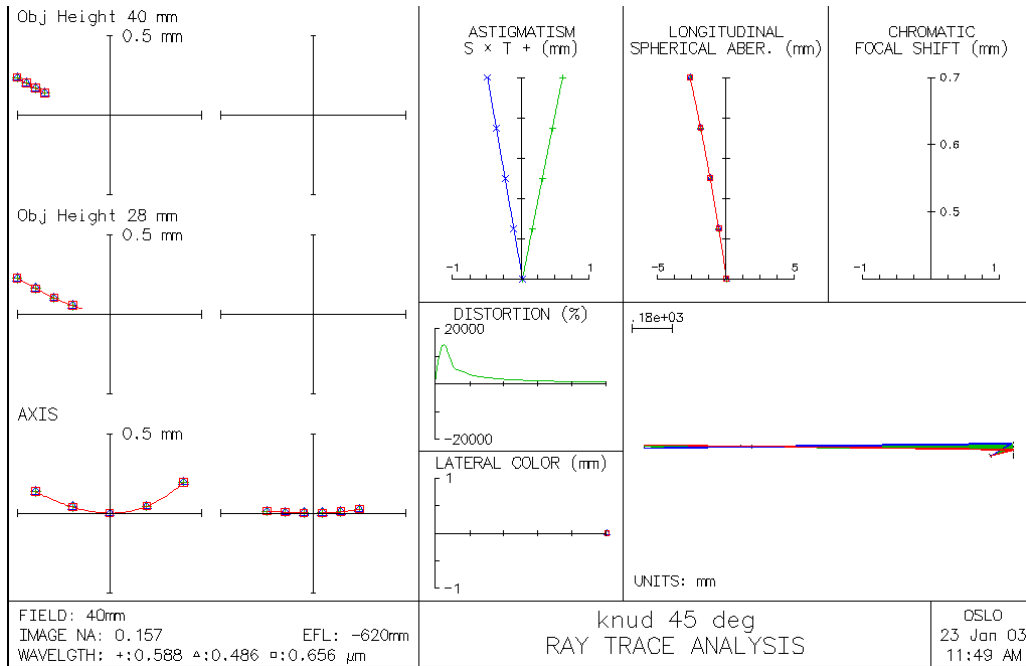 Obj Height 40 mm
0.5 mm
Obj Height 28 mm
0.5 mm
AXIS
0.5 mm
ASTIGMATISM
S × T + (mm)
-1
1
LONGITUDINAL
SPHERICAL ABER. (mm)
-5
5
CHROMATIC
FOCAL SHIFT (mm)
0.7
0.6
0.5
-1
1
DISTORTION (%)
20000
-20000
LATERAL COLOR (mm)
1
-1
.18e+03
UNITS: mm
FIELD: 40mm
IMAGE NA: 0.157 EFL: -620mm
WAVELGTH: +:0.588 ▵:0.486 ▫:0.656 µm
knud 45 deg
RAY TRACE ANALYSIS
OSLO
23 Jan 03
11:49 AM